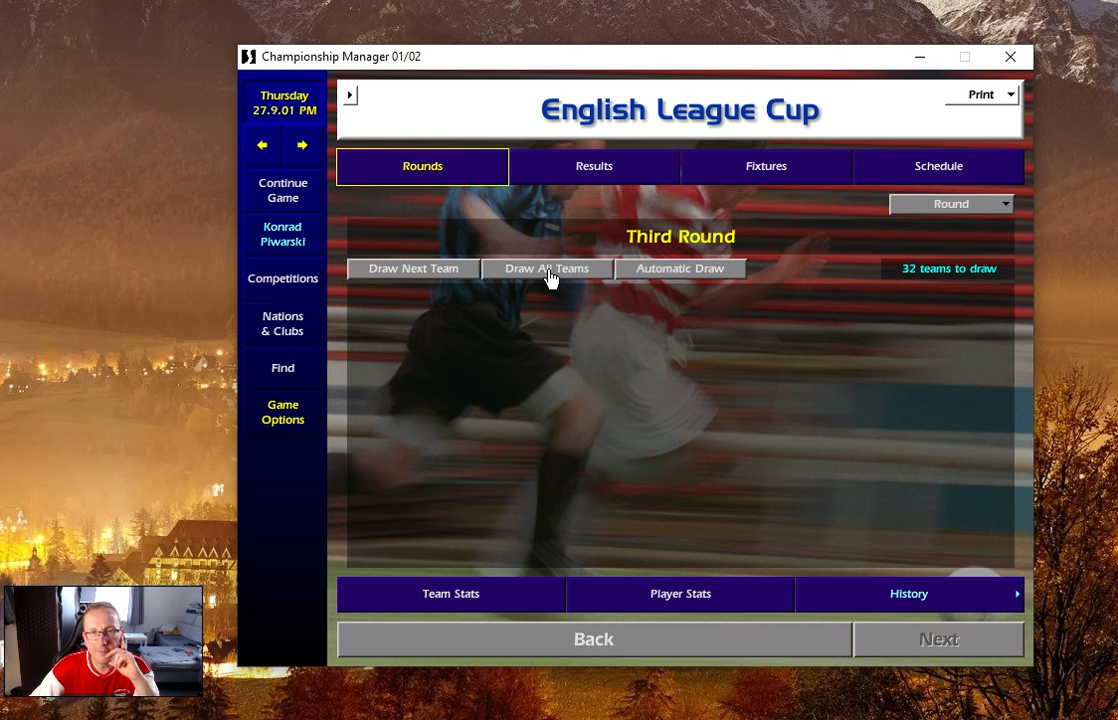 Championship Manager 01/02
Thursday
27.9.01 PM
Continue
Game
Konrad
Piwarski
Competitions
Nations
& Clubs
Find
Game
Options
English League Cup
Print
Rounds
Results
Fixtures
Schedule
Round
Third Round
Draw Next Team
Draw All Teams
Automatic Draw
32 teams to draw
Team Stats
Player Stats
History
Back
Next